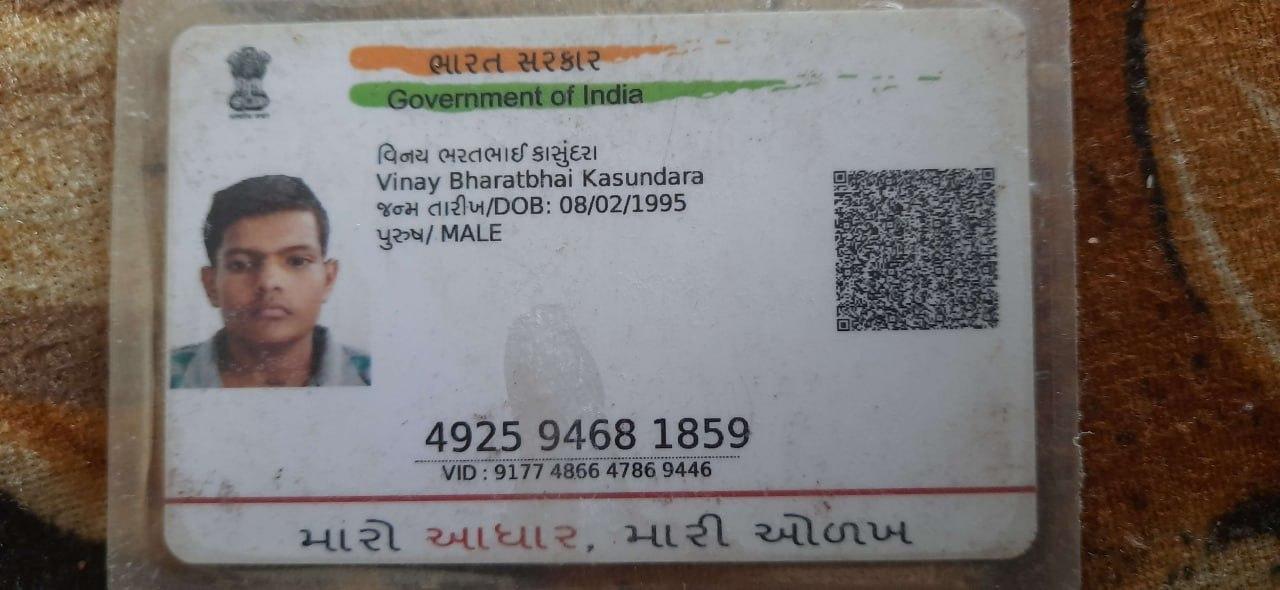 ભારત સરકાર
Government of India
વિનય ભરતભાઈ કાસુંદરા
Vinay Bharatbhai Kasundara
જન્મ તારીખ/DOB: 08/02/1995
પુરુષ/ MALE
4925 9468 1859
VID : 9177 4866 4786 9446
મારો આધાર, મારી ઓળખ